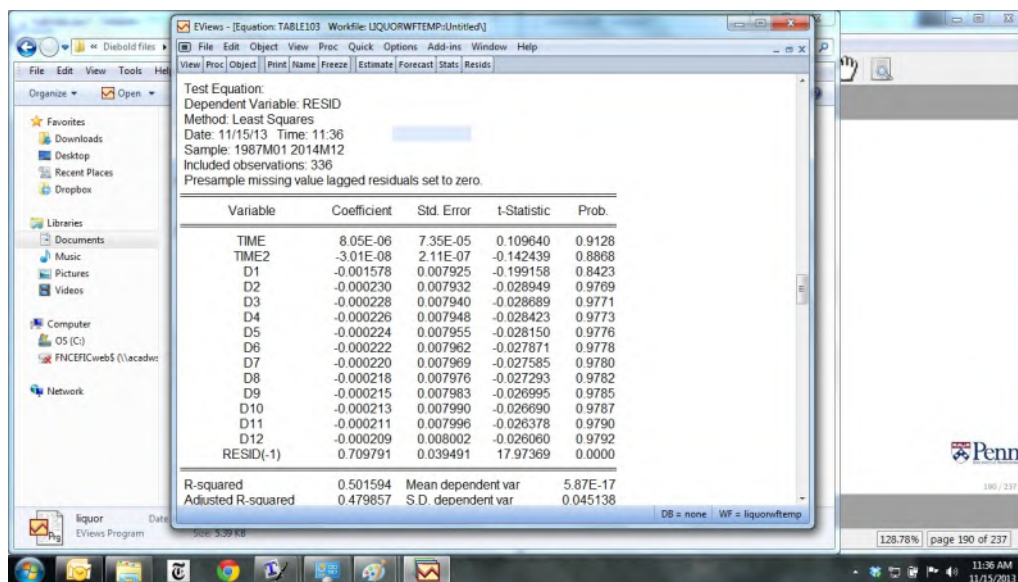 EViews - [Equation: TABLE103 Workfile: LIQUORWFTEMP::Untitled\]
File Edit Object View Proc Quick Options Add-ins Window Help
View Proc Object Print Name Freeze Estimate Forecast Stats Resids
« Diebold files
File Edit View Tools Hel
Organize Open
Favorites
Downloads
Desktop
Recent Places
Dropbox
Libraries
Documents
Music
Pictures
Videos
Computer
OS (C:)
FNCEFICweb$ (\\acadw:
Network
liquor Date
EViews Program Size: 5.39 KB
Test Equation:
Dependent Variable: RESID
Method: Least Squares
Date: 11/15/13 Time: 11:36
Sample: 1987M01 2014M12
Included observations: 336
Presample missing value lagged residuals set to zero.
Variable Coefficient Std. Error t-Statistic Prob.
TIME 8.05E-06 7.35E-05 0.109640 0.9128
TIME2 -3.01E-08 2.11E-07 -0.142439 0.8868
D1 -0.001578 0.007925 -0.199158 0.8423
D2 -0.000230 0.007932 -0.028949 0.9769
D3 -0.000228 0.007940 -0.028689 0.9771
D4 -0.000226 0.007948 -0.028423 0.9773
D5 -0.000224 0.007955 -0.028150 0.9776
D6 -0.000222 0.007962 -0.027871 0.9778
D7 -0.000220 0.007969 -0.027585 0.9780
D8 -0.000218 0.007976 -0.027293 0.9782
D9 -0.000215 0.007983 -0.026995 0.9785
D10 -0.000213 0.007990 -0.026690 0.9787
D11 -0.000211 0.007996 -0.026378 0.9790
D12 -0.000209 0.008002 -0.026060 0.9792
RESID(-1) 0.709791 0.039491 17.97369 0.0000
R-squared 0.501594 Mean dependent var 5.87E-17
Adjusted R-squared 0.479857 S.D. dependent var 0.045138
DB = none WF = liquorwftemp
Penn
190 / 237
128.78% page 190 of 237
11:36 AM
11/15/2013